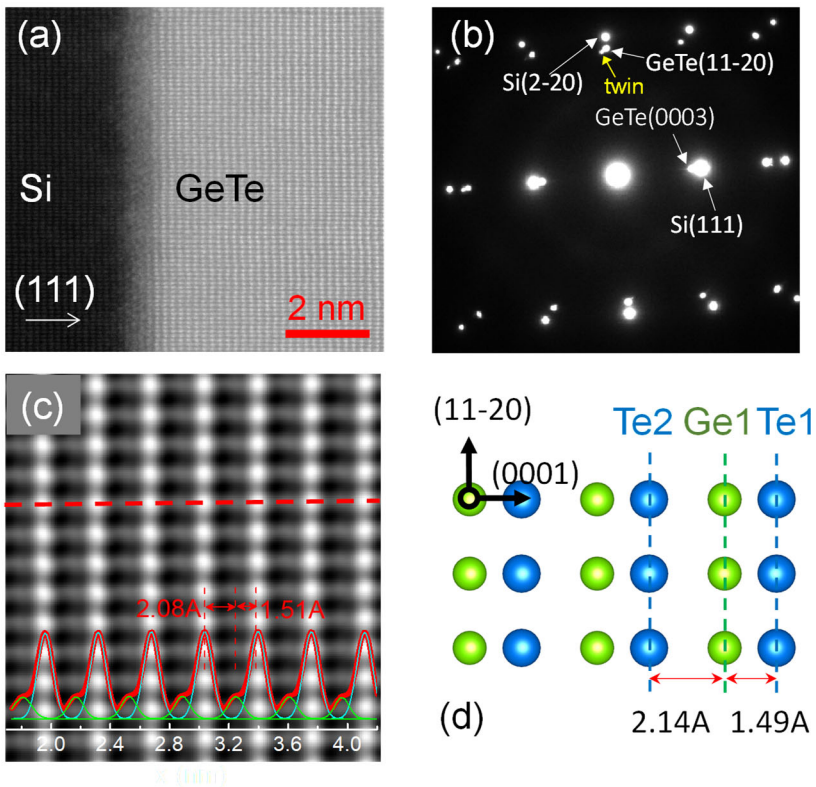 (a)
Si
GeTe
(111)
2 nm
(b)
Si(2-20)
GeTe(11-20)
twin
GeTe(0003)
Si(111)
(c)
2.08A
1.51A
2.0 2.4 2.8 3.2 3.6 4.0
(11-20)
(0001)
Te2 Ge1 Te1
2.14A 1.49A
(d)